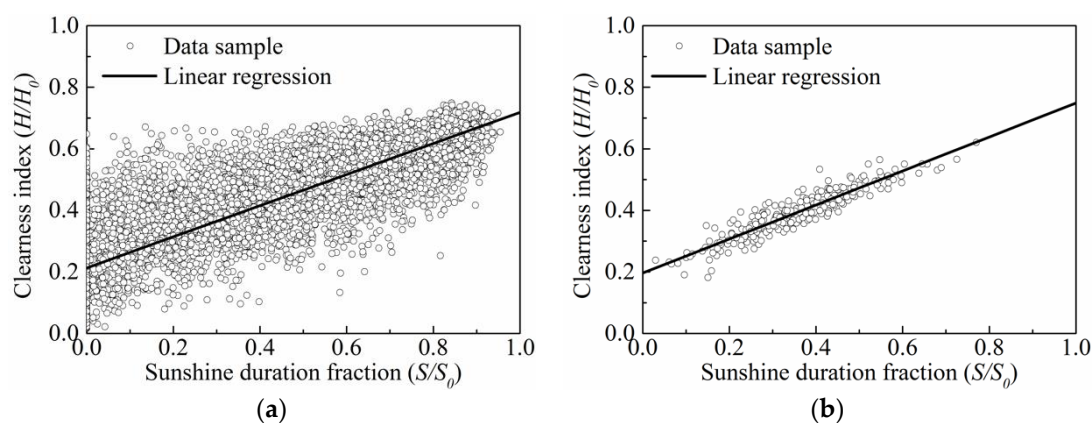 1.0
0.8
0.6
0.4
0.2
0.0
Clearness index (H/H0)
Data sample
Linear regression
0.0 0.2 0.4 0.6 0.8 1.0
Sunshine duration fraction (S/S0)
(a)
1.0
0.8
0.6
0.4
0.2
0.0
Clearness index (H/H0)
Data sample
Linear regression
0.0 0.2 0.4 0.6 0.8 1.0
Sunshine duration fraction (S/S0)
(b)